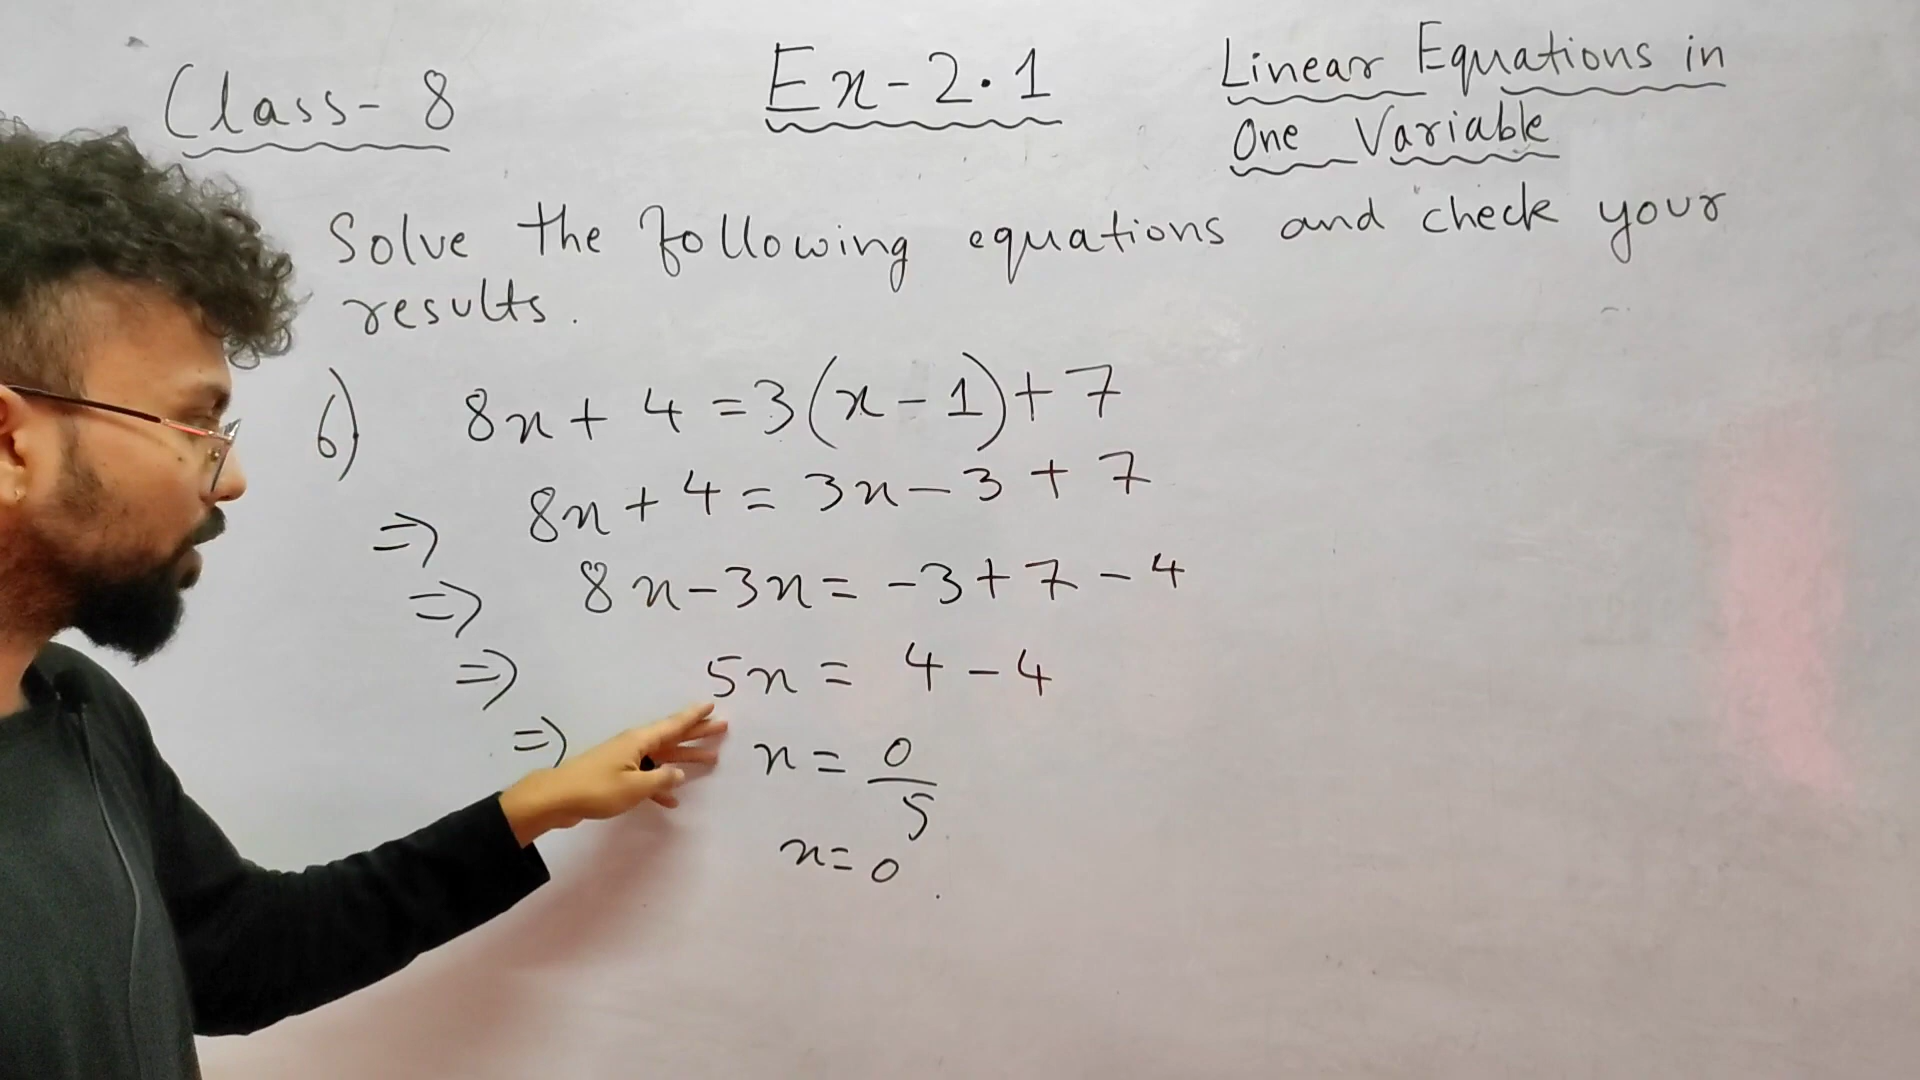 Class-8
Ex-2.1
Linear Equations in
One Variable
Solve the following equations and check your
results.
6) 8x + 4 = 3(x - 1) + 7
=> 8x + 4 = 3x - 3 + 7
=> 8x - 3x = -3 + 7 - 4
=> 5x = 4 - 4
=> x = 0/5
x = 0